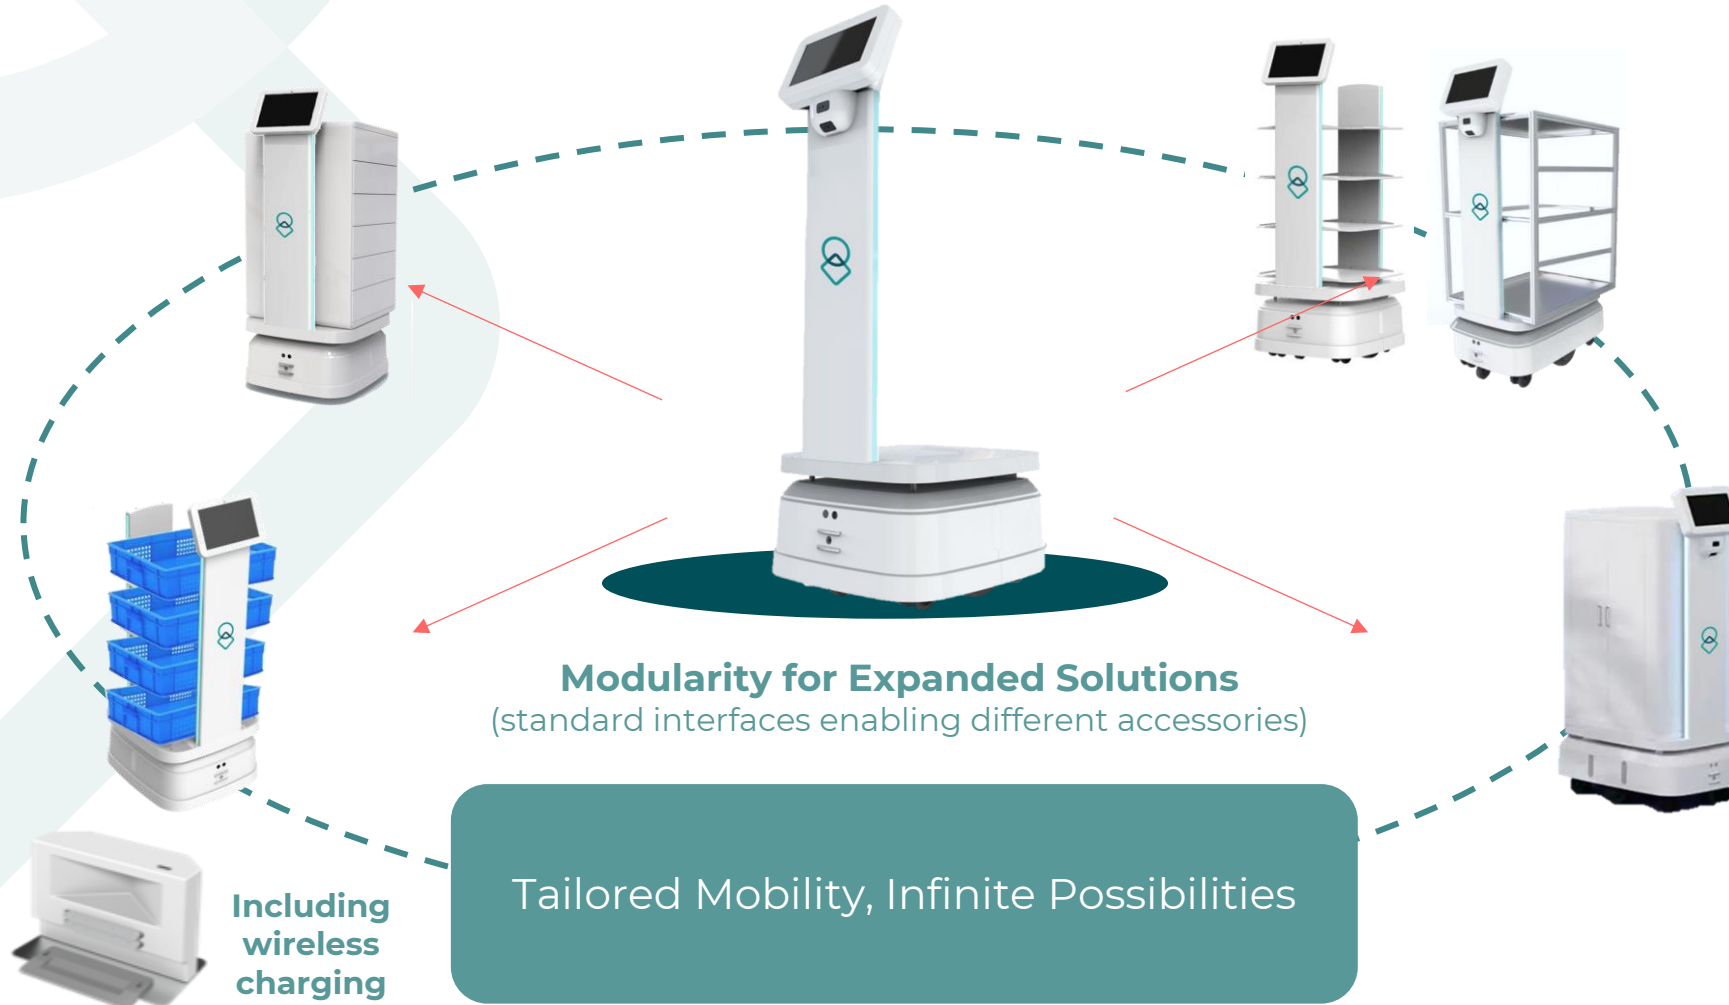 Modularity for Expanded Solutions
(standard interfaces enabling different accessories)
Tailored Mobility, Infinite Possibilities
Including
wireless
charging